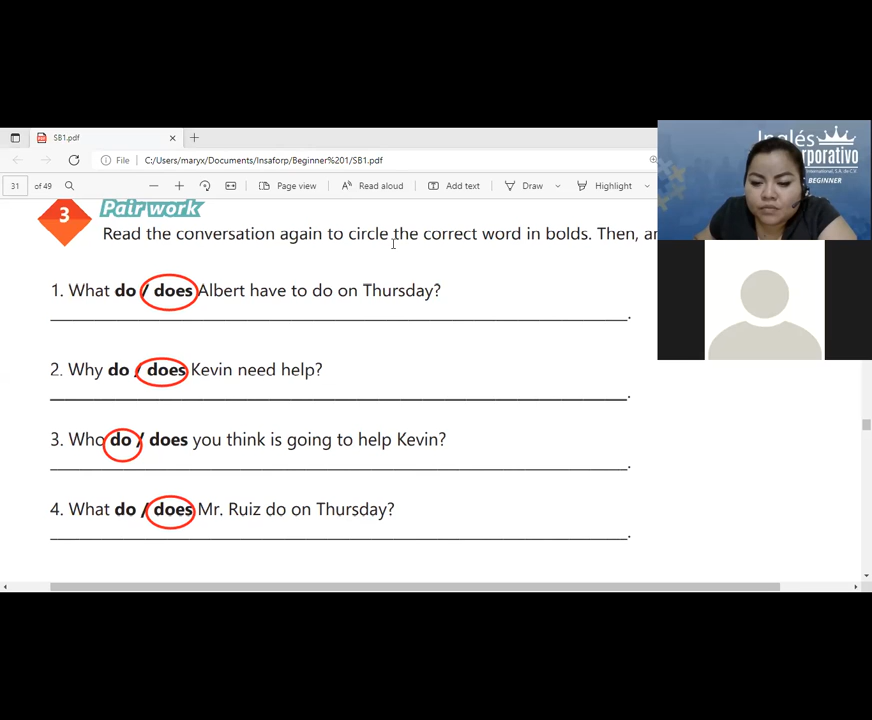 SB1.pdf
File C:/Users/maryx/Documents/Insaforp/Beginner%201/SB1.pdf
31 of 49 Page view Read aloud Add text Draw Highlight
Inglés
orporativo
International, S.A. de C.V.
BEGINNER
3 Pair work
Read the conversation again to circle the correct word in bolds. Then, an
1. What do / does Albert have to do on Thursday?
.
2. Why do / does Kevin need help?
.
3. Who do / does you think is going to help Kevin?
.
4. What do / does Mr. Ruiz do on Thursday?
.